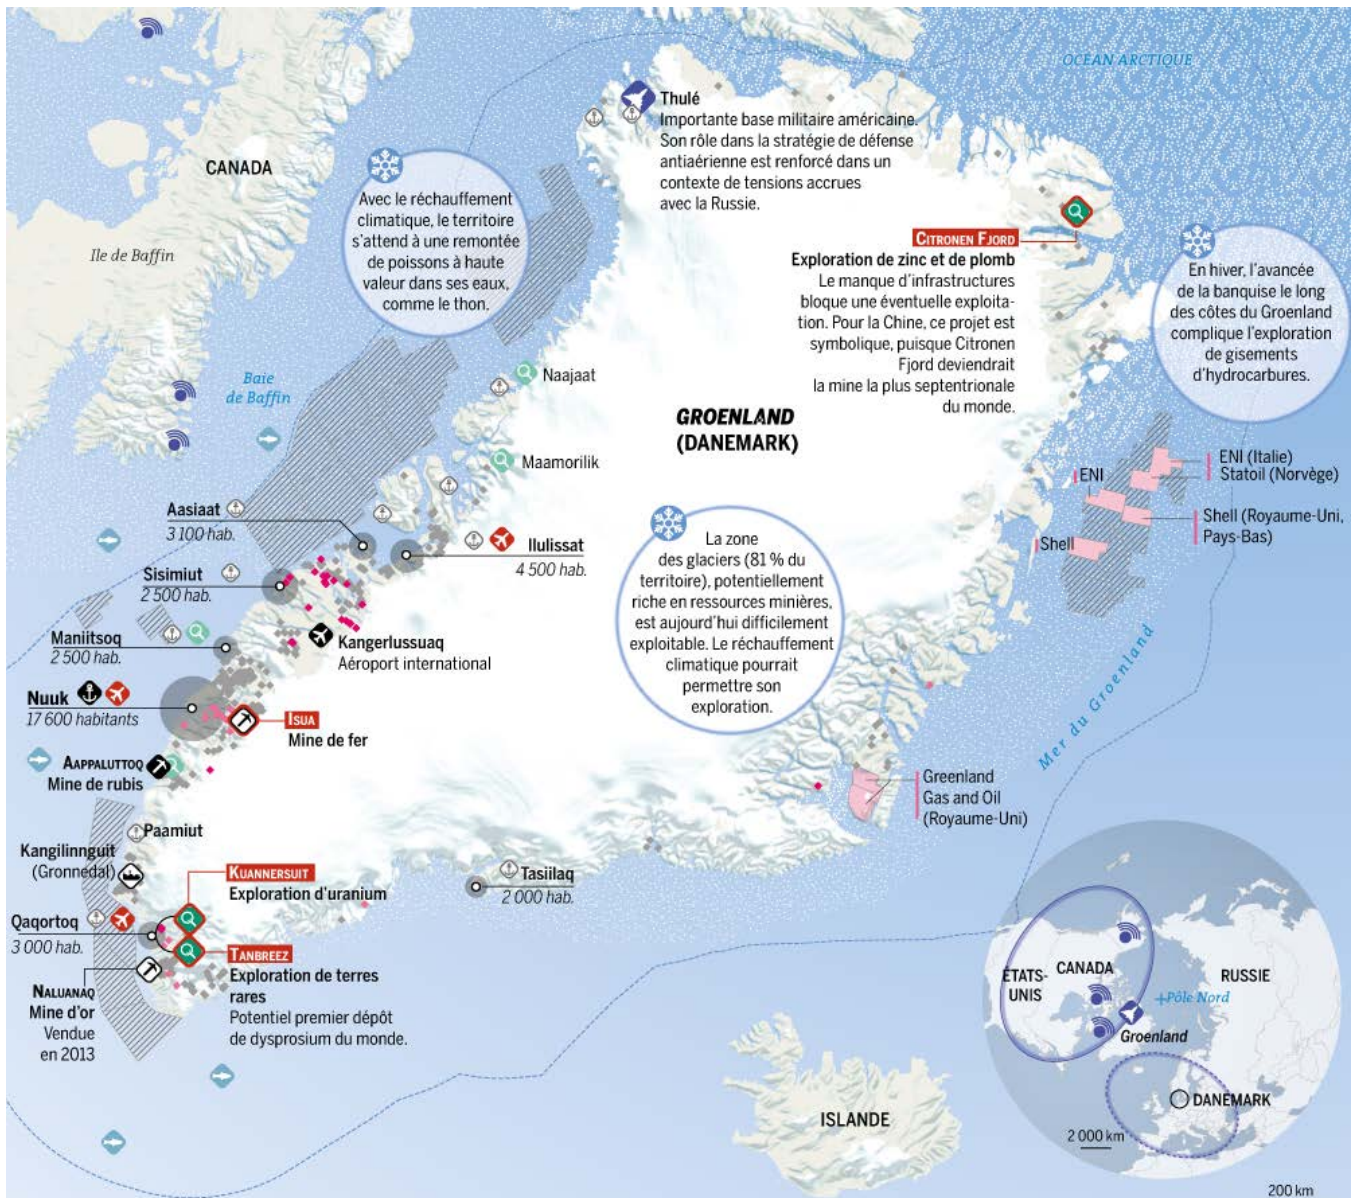 OCÉAN ARCTIQUE
Thulé
Importante base militaire américaine.
Son rôle dans la stratégie de défense
antiaérienne est renforcé dans un
contexte de tensions accrues
avec la Russie.
CANADA
Ile de Baffin
Avec le réchauffement
climatique, le territoire
s'attend à une remontée
de poissons à haute
valeur dans ses eaux,
comme le thon.
CITRONEN FJORD
Exploration de zinc et de plomb
Le manque d'infrastructures
bloque une éventuelle exploita-
tion. Pour la Chine, ce projet est
symbolique, puisque Citronen
Fjord deviendrait
la mine la plus septentrionale
du monde.
En hiver, l'avancée
de la banquise le long
des côtes du Groenland
complique l'exploration
de gisements
d'hydrocarbures.
Baie
de Baffin
Naajaat
Maamorilik
GROENLAND
(DANEMARK)
ENI (Italie)
Statoil (Norvège)
ENI
Shell (Royaume-Uni,
Pays-Bas)
Shell
Aasiaat
3 100 hab.
Ilulissat
4 500 hab.
Sisimiut
2 500 hab.
La zone
des glaciers (81 % du
territoire), potentiellement
riche en ressources minières,
est aujourd'hui difficilement
exploitable. Le réchauffement
climatique pourrait
permettre son
exploration.
Maniitsoq
2 500 hab.
Kangerlussuaq
Aéroport international
Nuuk
17 600 habitants
ISUA
Mine de fer
Mer du Groenland
AAPPALUTTOQ
Mine de rubis
Greenland
Gas and Oil
(Royaume-Uni)
Paamiut
Kangilinnguit
(Gronnedal)
KUANNERSUIT
Exploration d'uranium
Tasiilaq
2 000 hab.
Qaqortoq
3 000 hab.
TANBREEZ
Exploration de terres
rares
Potentiel premier dépôt
de dysprosium du monde.
NALUANAQ
Mine d'or
Vendue
en 2013
ISLANDE
ÉTATS-
UNIS
CANADA
RUSSIE
Pôle Nord
Groenland
DANEMARK
2 000 km
200 km